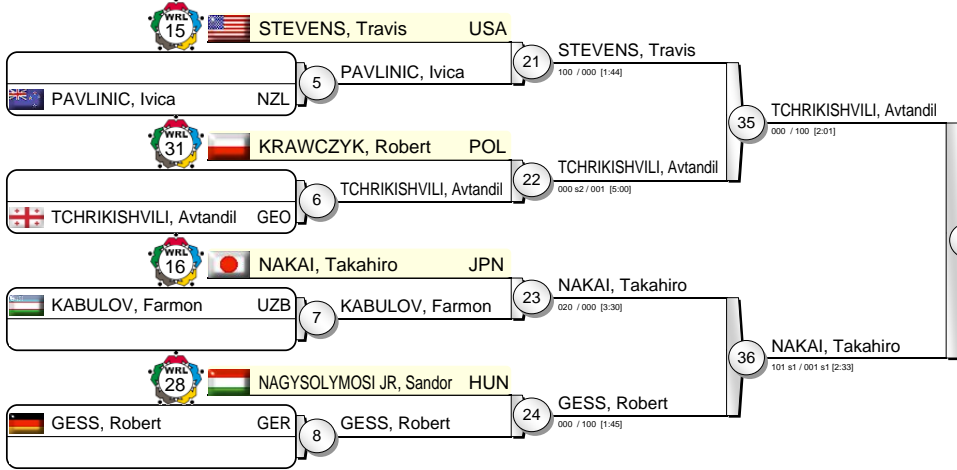 WRL
15
STEVENS, Travis USA
21
STEVENS, Travis
100 / 000 [1:44]
5
PAVLINIC, Ivica
PAVLINIC, Ivica NZL
35
TCHRIKISHVILI, Avtandil
000 / 100 [2:01]
WRL
31
KRAWCZYK, Robert POL
22
TCHRIKISHVILI, Avtandil
000 s2 / 001 [5:00]
6
TCHRIKISHVILI, Avtandil
TCHRIKISHVILI, Avtandil GEO
WRL
16
NAKAI, Takahiro JPN
23
NAKAI, Takahiro
020 / 000 [3:30]
KABULOV, Farmon UZB
7
KABULOV, Farmon
36
NAKAI, Takahiro
101 s1 / 001 s1 [2:33]
WRL
28
NAGYSOLYMOSI JR, Sandor HUN
24
GESS, Robert
000 / 100 [1:45]
GESS, Robert GER
8
GESS, Robert